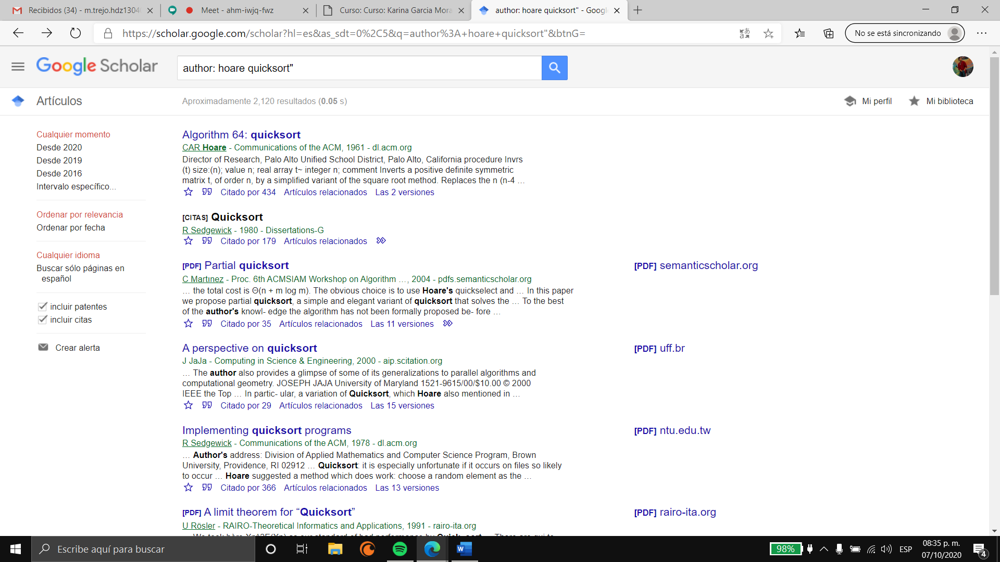 Recibidos (34) - m.trejo.hdz1304
Meet - ahm-iwjq-fwz
Curso: Curso: Karina Garcia Mora
author: hoare quicksort" - Google
https://scholar.google.com/scholar?hl=es&as_sdt=0%2C5&q=author%3A+hoare+quicksort"&btnG=
No se está sincronizando
Google Scholar
author: hoare quicksort"
Artículos
Aproximadamente 2,120 resultados (0.05 s)
Mi perfil
Mi biblioteca
Cualquier momento
Desde 2020
Desde 2019
Desde 2016
Intervalo específico...
Ordenar por relevancia
Ordenar por fecha
Cualquier idioma
Buscar sólo páginas en
español
incluir patentes
incluir citas
Crear alerta
Algorithm 64: quicksort
CAR Hoare - Communications of the ACM, 1961 - dl.acm.org
Director of Research, Palo Alto Unified School District, Palo Alto, California procedure Invrs
(t) size:(n); value n; real array t~ integer n; comment Inverts a positive definite symmetric
matrix t, of order n, by a simplified variant of the square root method. Replaces the n (n-4 ...
Citado por 434 Artículos relacionados Las 2 versiones
[CITAS] Quicksort
R Sedgewick - 1980 - Dissertations-G
Citado por 179 Artículos relacionados
[PDF] Partial quicksort
C Martınez - Proc. 6th ACMSIAM Workshop on Algorithm …, 2004 - pdfs.semanticscholar.org
… the total cost is Θ(n + m log m). The obvious choice is to use Hoare's quickselect and … In this paper
we propose partial quicksort, a simple and elegant variant of quicksort that solves the … To the best
of the author's knowl- edge the algorithm has not been formally proposed be- fore …
Citado por 35 Artículos relacionados Las 11 versiones
[PDF] semanticscholar.org
A perspective on quicksort
J JaJa - Computing in Science & Engineering, 2000 - aip.scitation.org
… The author also provides a glimpse of some of its generalizations to parallel algorithms and
computational geometry. JOSEPH JAJA University of Maryland 1521-9615/00/$10.00 © 2000
IEEE the Top … In partic- ular, a variation of Quicksort, which Hoare also mentioned in …
Citado por 29 Artículos relacionados Las 15 versiones
[PDF] uff.br
Implementing quicksort programs
R Sedgewick - Communications of the ACM, 1978 - dl.acm.org
… Author's address: Division of Applied Mathematics and Computer Science Program, Brown
University, Providence, RI 02912 … Quicksort: it is especially unfortunate if it occurs on files so likely
to occur … Hoare suggested a method which does work: choose a random element as the …
Citado por 366 Artículos relacionados Las 13 versiones
[PDF] ntu.edu.tw
[PDF] A limit theorem for “Quicksort”
U Rösler - RAIRO-Theoretical Informatics and Applications, 1991 - rairo-ita.org
[PDF] rairo-ita.org
Escribe aquí para buscar
98%
ESP
08:35 p. m.
07/10/2020
4